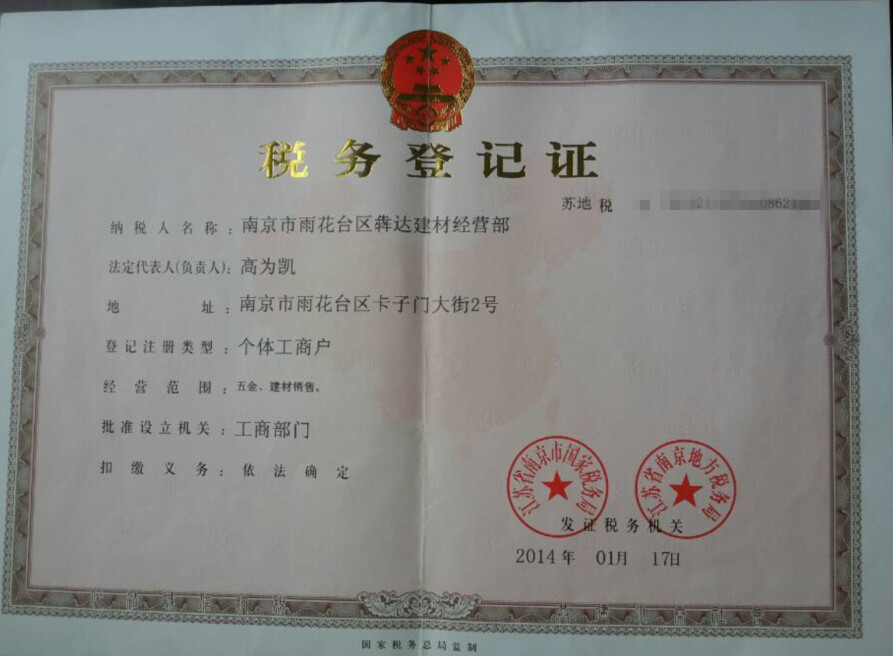 税务登记证
苏地税 21 08621
纳税人名称：南京市雨花台区犇达建材经营部
法定代表人(负责人)：高为凯
地址：南京市雨花台区卡子门大街2号
登记注册类型：个体工商户
经营范围：五金、建材销售。
批准设立机关：工商部门
扣缴义务：依法确定
江苏省南京市国家税务局
江苏省南京地方税务局
发证税务机关
2014年 01月 17日
国家税务总局监制